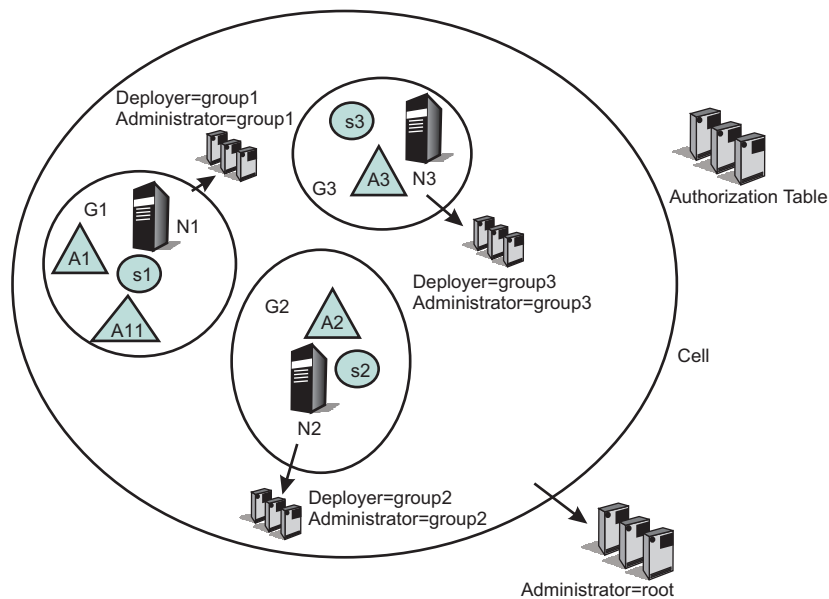 Deployer=group1
Administrator=group1
s3
A3
N3
G3
Authorization Table
G1
N1
A1
s1
A11
Deployer=group3
Administrator=group3
G2
A2
s2
N2
Cell
Deployer=group2
Administrator=group2
Administrator=root